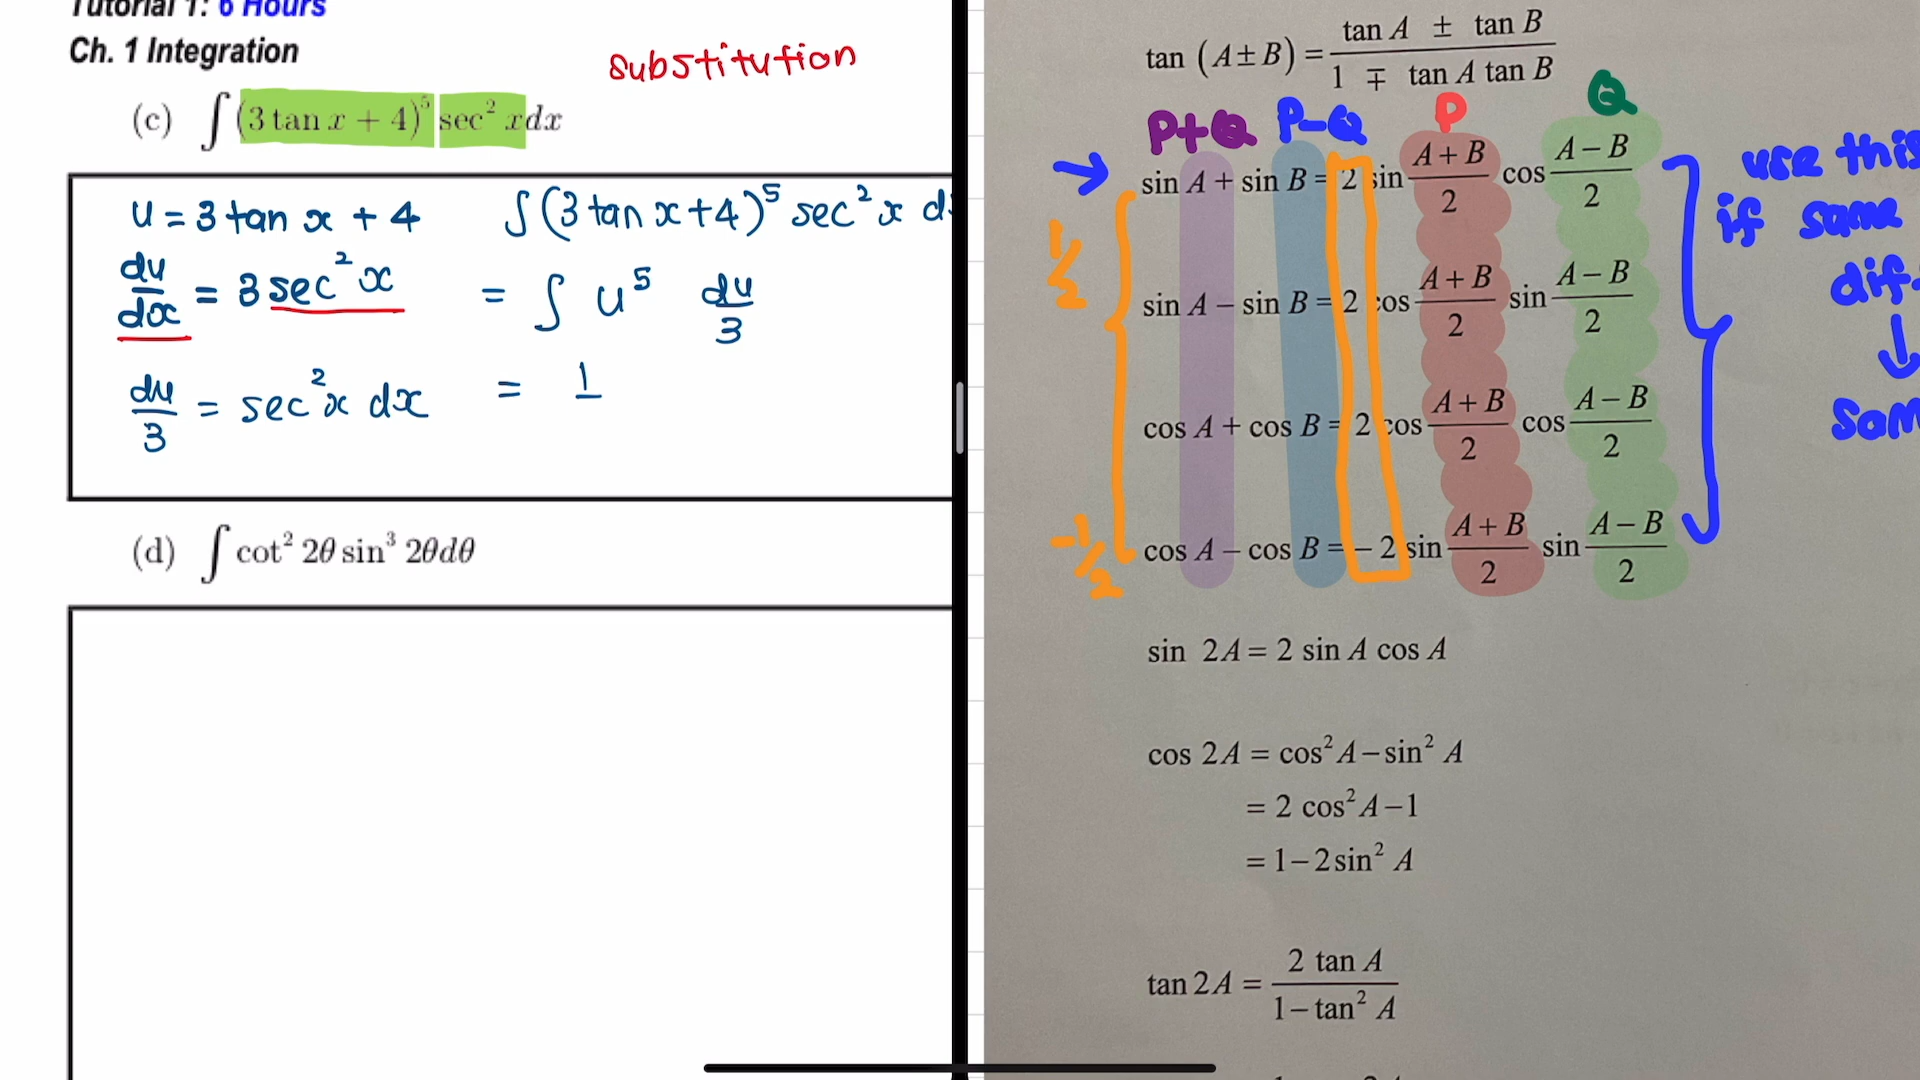 Tutorial 1: 6 Hours
Ch. 1 Integration
substitution
(c) ∫(3 tan x + 4)⁵ sec² x dx
u = 3 tan x + 4
du/dx = 3 sec² x
du/3 = sec² x dx
∫(3 tan x + 4)⁵ sec² x d
= ∫ u⁵ du/3
= 1
(d) ∫ cot² 2θ sin³ 2θ dθ
tan (A ± B) = (tan A ± tan B)/(1 ∓ tan A tan B)
P+Q P-Q P Q
sin A + sin B = 2 sin (A + B)/2 cos (A − B)/2
sin A − sin B = 2 cos (A + B)/2 sin (A − B)/2
cos A + cos B = 2 cos (A + B)/2 cos (A − B)/2
cos A − cos B = − 2 sin (A + B)/2 sin (A − B)/2
1/2
-1/2
use this
if same
dif
↓
sam
sin 2A = 2 sin A cos A
cos 2A = cos² A − sin² A
= 2 cos² A − 1
= 1 − 2 sin² A
tan 2A = (2 tan A)/(1 − tan² A)